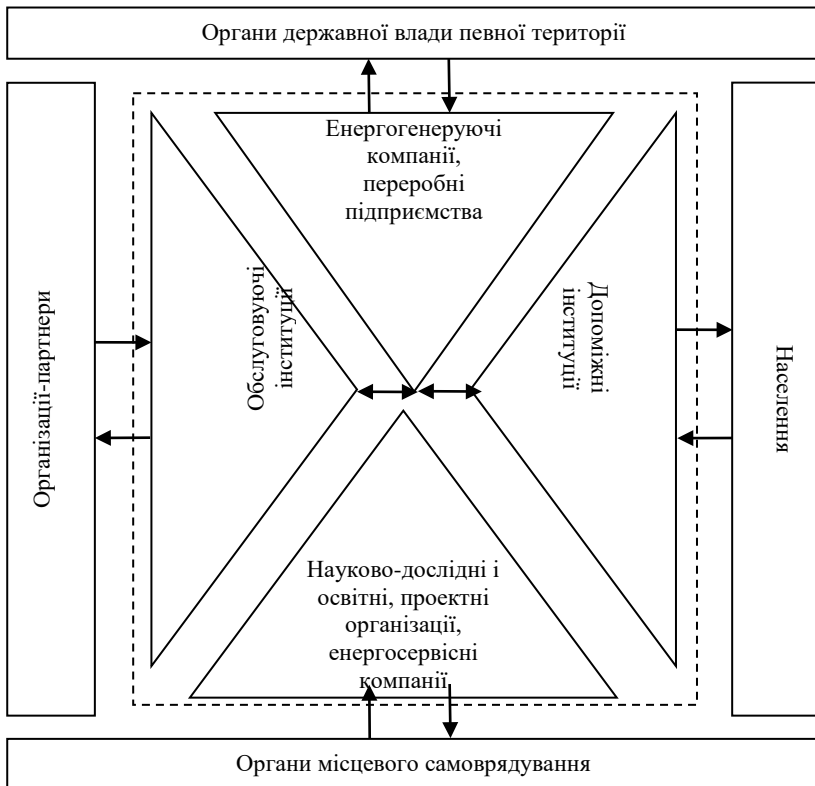 Органи державної влади певної території
Енергогенеруючі
компанії,
переробні
підприємства
Організації-партнери
Обслуговуючі
інституції
Допоміжні
інституції
Населення
Науково-дослідні і
освітні, проектні
організації,
енергосервісні
компанії
Органи місцевого самоврядування